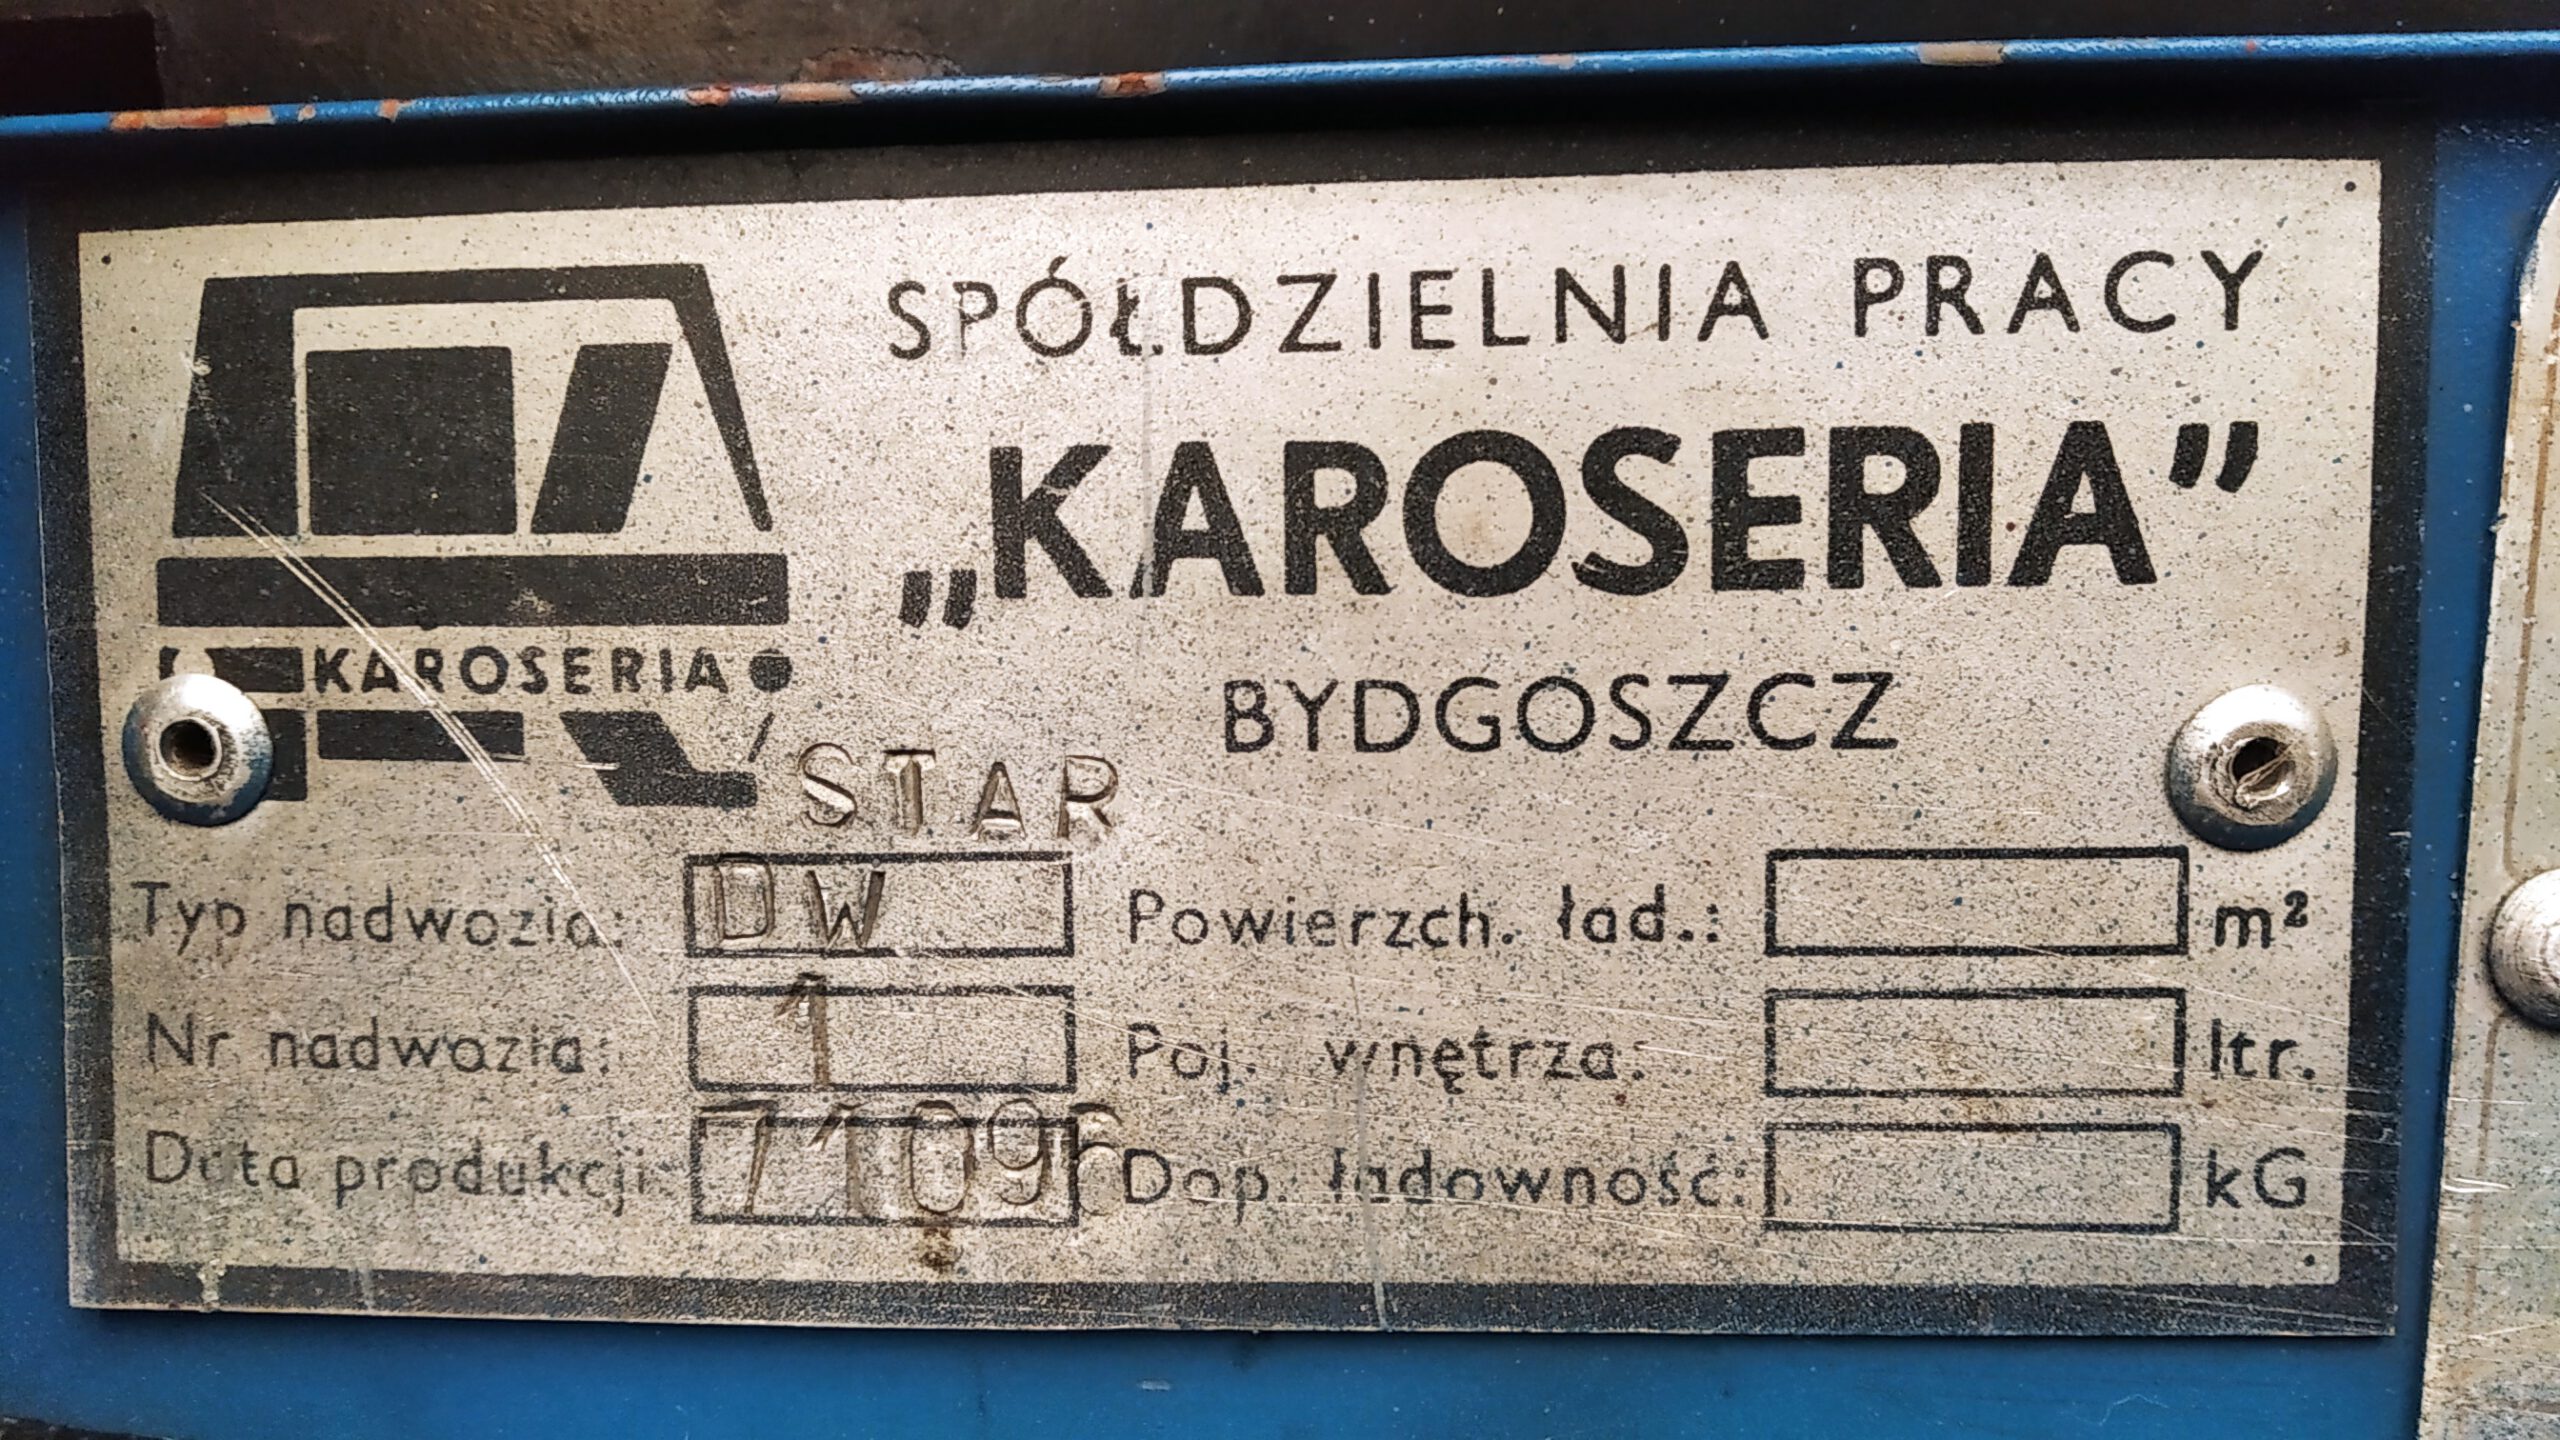 SPÓŁDZIELNIA PRACY
„KAROSERIA”
BYDGOSZCZ
KAROSERIA
STAR
Typ nadwozia: DW Powierzch. ład.: m²
Nr nadwozia: 1 Poj. wnętrza: ltr.
Data produkcji: 71096 Dop. ładowność: kG